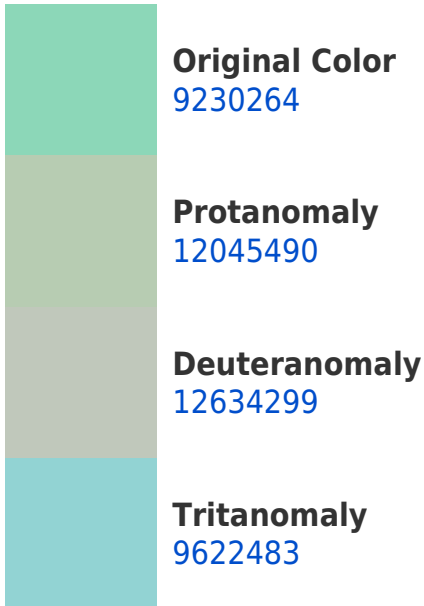 Original Color
9230264
Protanomaly
12045490
Deuteranomaly
12634299
Tritanomaly
9622483